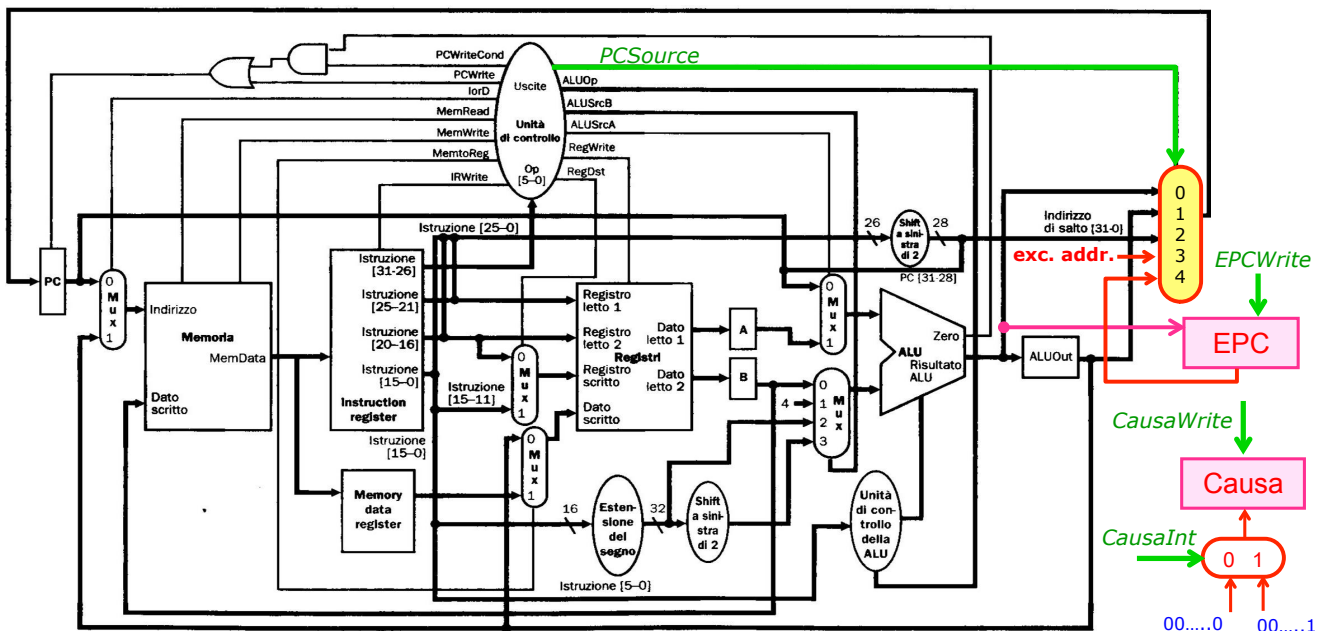 PCWriteCond
PCWrite
IorD
MemRead
MemWrite
MemtoReg
IRWrite
Uscite
Unità
di controllo
Op
[5–0]
PCSource
ALUOp
ALUSrcB
ALUSrcA
RegWrite
RegDst
0
1
2
3
4
Istruzione [25–0]
26
Shift
a sini-
stra
di 2
28
Indirizzo
di salto [31-0]
PC [31-28]
exc. addr.
EPCWrite
EPC
PC
0
M
u
x
1
Indirizzo
Memoria
MemData
Dato
scritto
Istruzione
[31-26]
Istruzione
[25–21]
Istruzione
[20–16]
Istruzione
[15–0]
Instruction
register
Istruzione
[15–11]
Istruzione
[15–0]
0
M
u
x
1
0
M
u
x
1
Registro
letto 1
Registro
letto 2
Registro
scritto
Dato
scritto
Registri
Dato
letto 1
Dato
letto 2
A
B
0
M
u
x
1
4
0
1
2
3
M
u
x
Zero
ALU
Risultato
ALU
ALUOut
Memory
data
register
16
Esten-
sione
del
segno
32
Shift
a sini-
stra
di 2
Unità
di con-
trollo
della
ALU
Istruzione [5–0]
CausaWrite
Causa
CausaInt
0 1
00.....0 00.....1